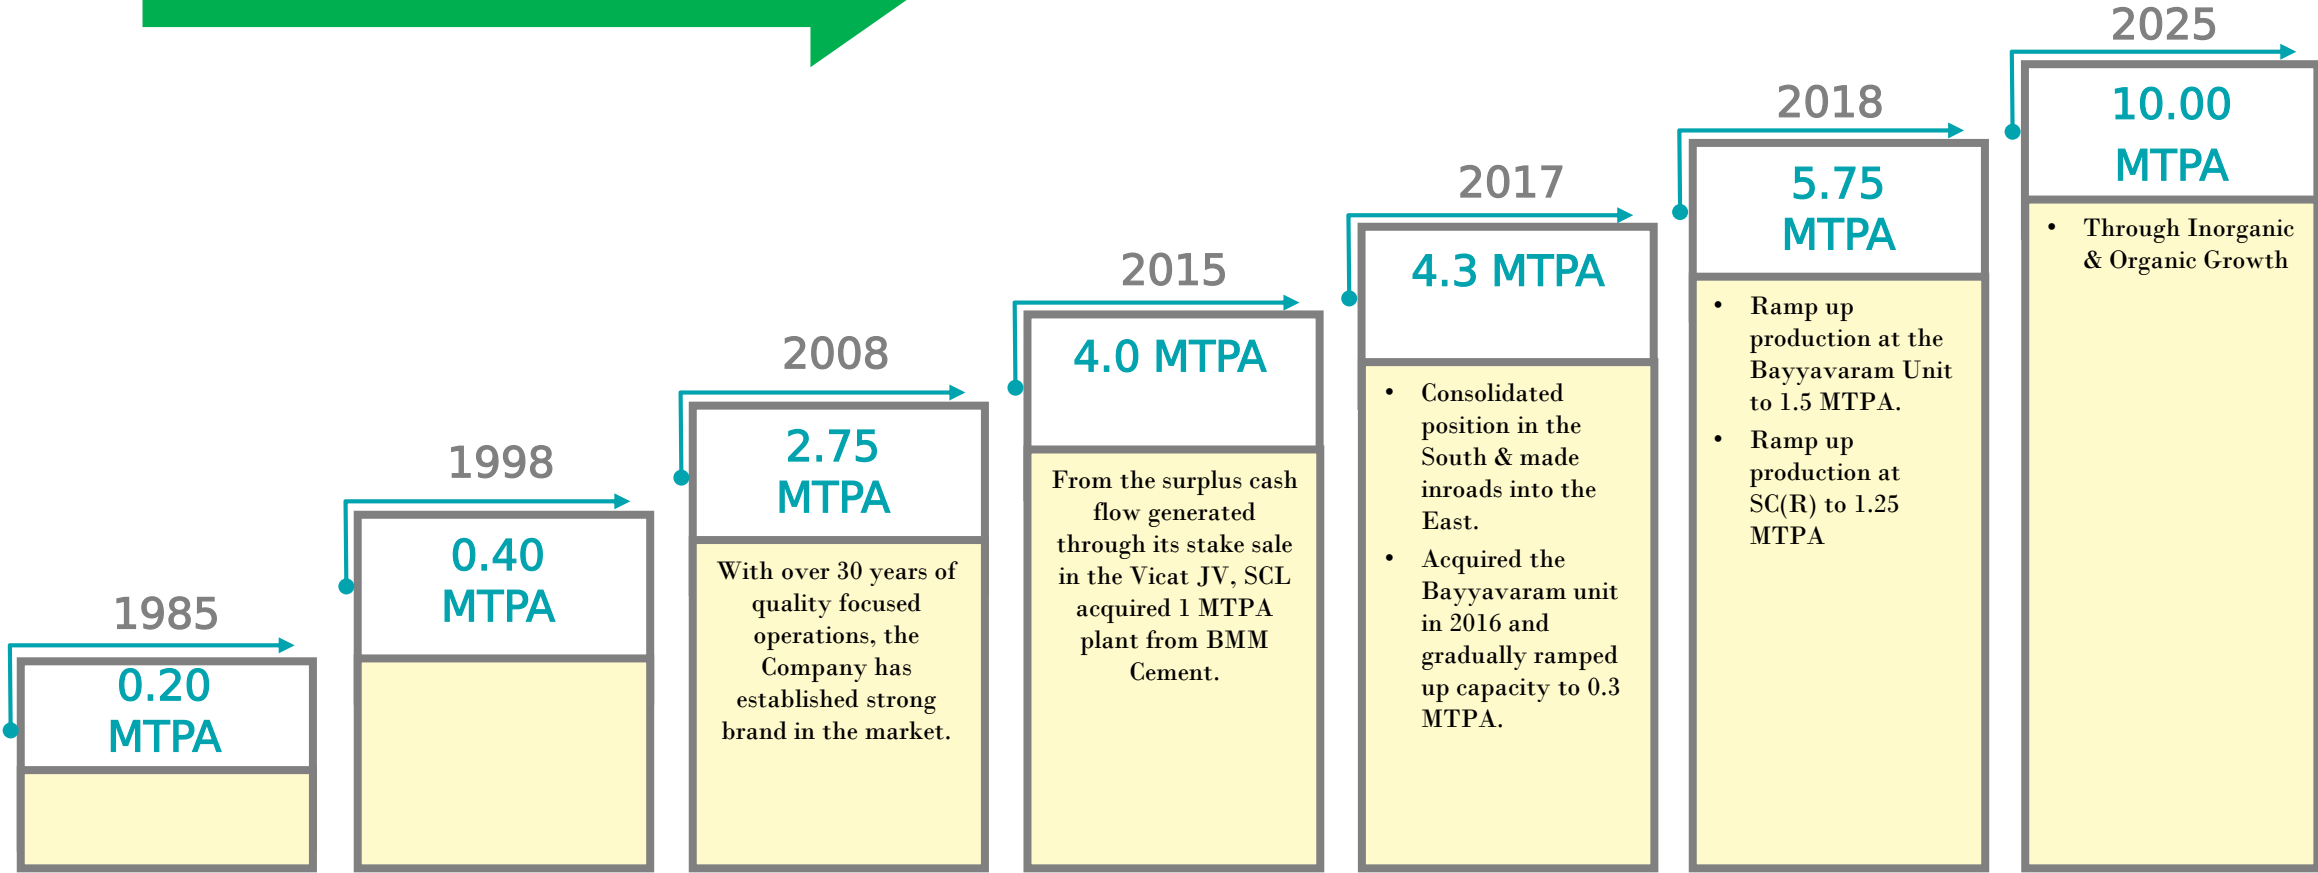 1985
0.20
MTPA
1998
0.40
MTPA
2008
2.75
MTPA
With over 30 years of
quality focused
operations, the
Company has
established strong
brand in the market.
2015
4.0 MTPA
From the surplus cash
flow generated
through its stake sale
in the Vicat JV, SCL
acquired 1 MTPA
plant from BMM
Cement.
2017
4.3 MTPA
• Consolidated
position in the
South & made
inroads into the
East.
• Acquired the
Bayyavaram unit
in 2016 and
gradually ramped
up capacity to 0.3
MTPA.
2018
5.75
MTPA
• Ramp up
production at the
Bayyavaram Unit
to 1.5 MTPA.
• Ramp up
production at
SC(R) to 1.25
MTPA
2025
10.00
MTPA
• Through Inorganic
& Organic Growth